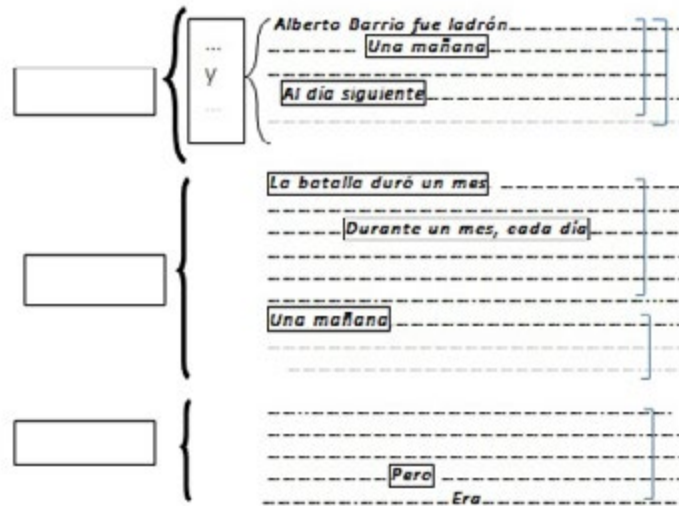 Alberto Barrio fue ladrón
...
Una mañana
y
Al día siguiente
...
La batalla duró un mes
Durante un mes, cada día
Una mañana
Pero
Era